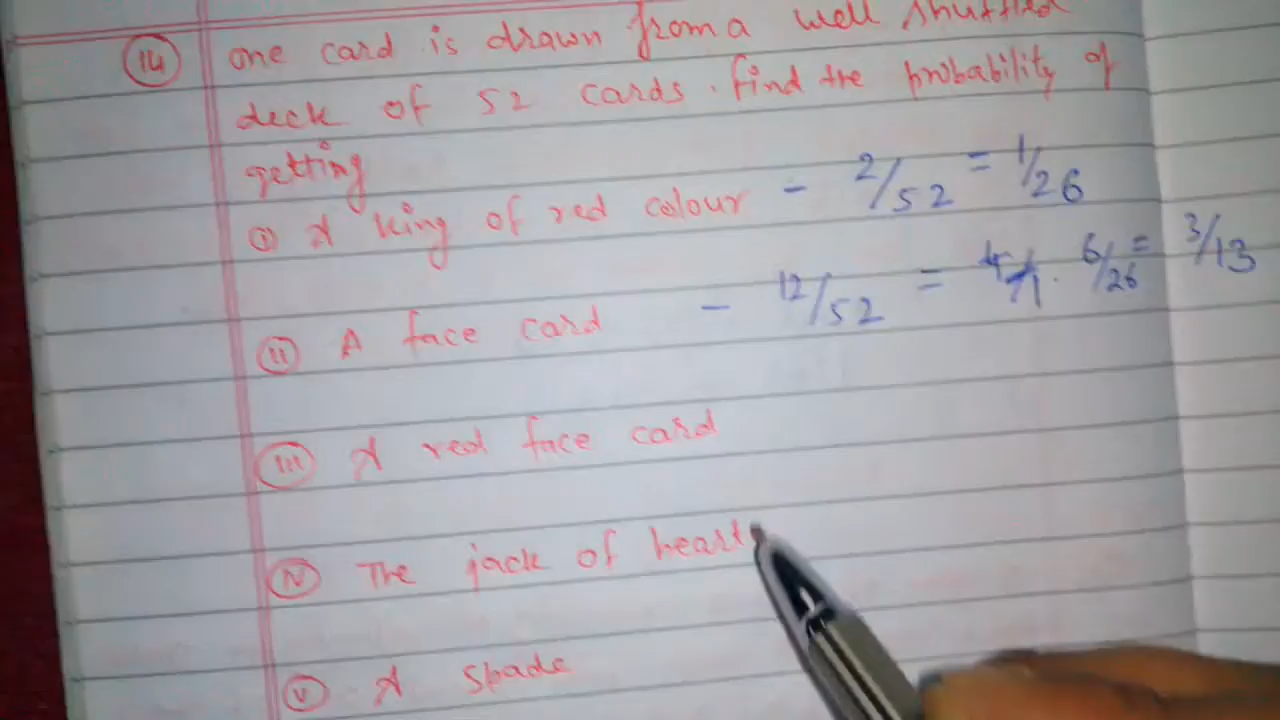 14 one card is drawn from a well shuffled
deck of 52 cards. find the probability of
getting
i A king of red colour - 2/52 = 1/26
ii A face card - 12/52 = 6/26 = 3/13
iii A red face card
iv The jack of heart
v A spade